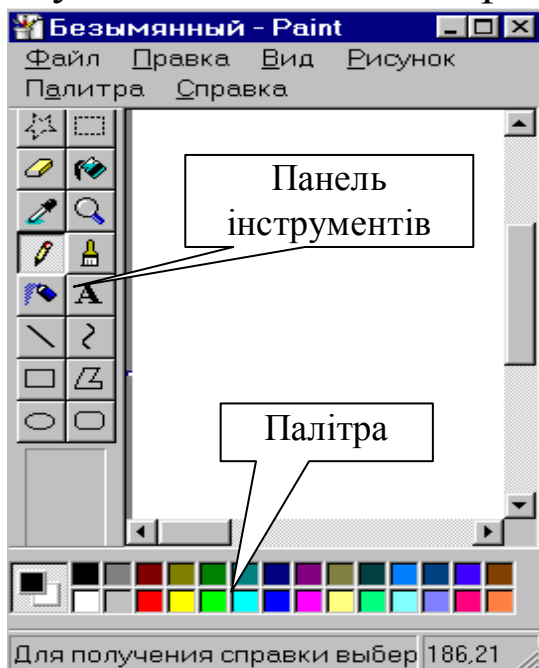 Безымянный - Paint
Файл Правка Вид Рисунок
Палитра Справка
Панель
інструментів
A
Палітра
Для получения справки выбер 186,21